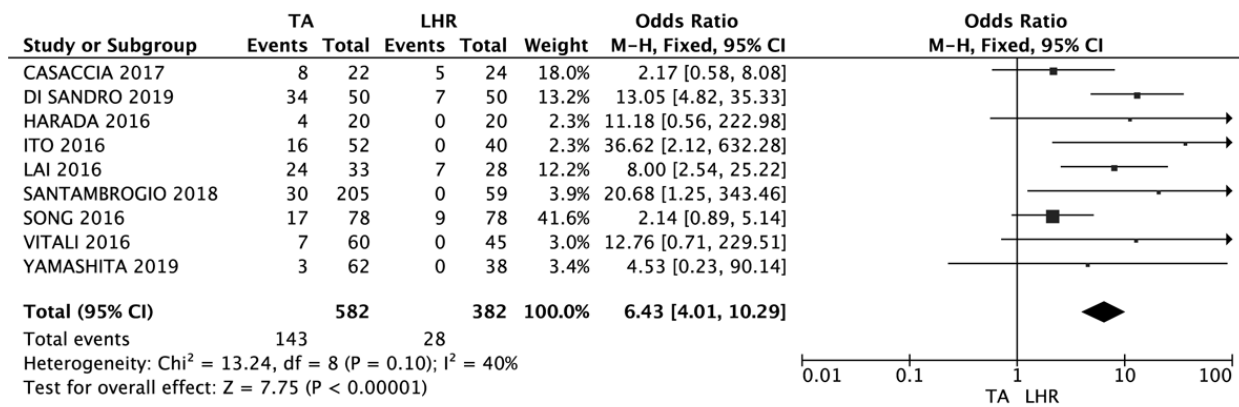 TA LHR Odds Ratio Odds Ratio
Study or Subgroup Events Total Events Total Weight M-H, Fixed, 95% CI M-H, Fixed, 95% CI
CASACCIA 2017 8 22 5 24 18.0% 2.17 [0.58, 8.08]
DI SANDRO 2019 34 50 7 50 13.2% 13.05 [4.82, 35.33]
HARADA 2016 4 20 0 20 2.3% 11.18 [0.56, 222.98]
ITO 2016 16 52 0 40 2.3% 36.62 [2.12, 632.28]
LAI 2016 24 33 7 28 12.2% 8.00 [2.54, 25.22]
SANTAMBROGIO 2018 30 205 0 59 3.9% 20.68 [1.25, 343.46]
SONG 2016 17 78 9 78 41.6% 2.14 [0.89, 5.14]
VITALI 2016 7 60 0 45 3.0% 12.76 [0.71, 229.51]
YAMASHITA 2019 3 62 0 38 3.4% 4.53 [0.23, 90.14]
Total (95% CI) 582 382 100.0% 6.43 [4.01, 10.29]
Total events 143 28
Heterogeneity: Chi² = 13.24, df = 8 (P = 0.10); I² = 40%
Test for overall effect: Z = 7.75 (P < 0.00001)
0.01 0.1 1 10 100
TA LHR